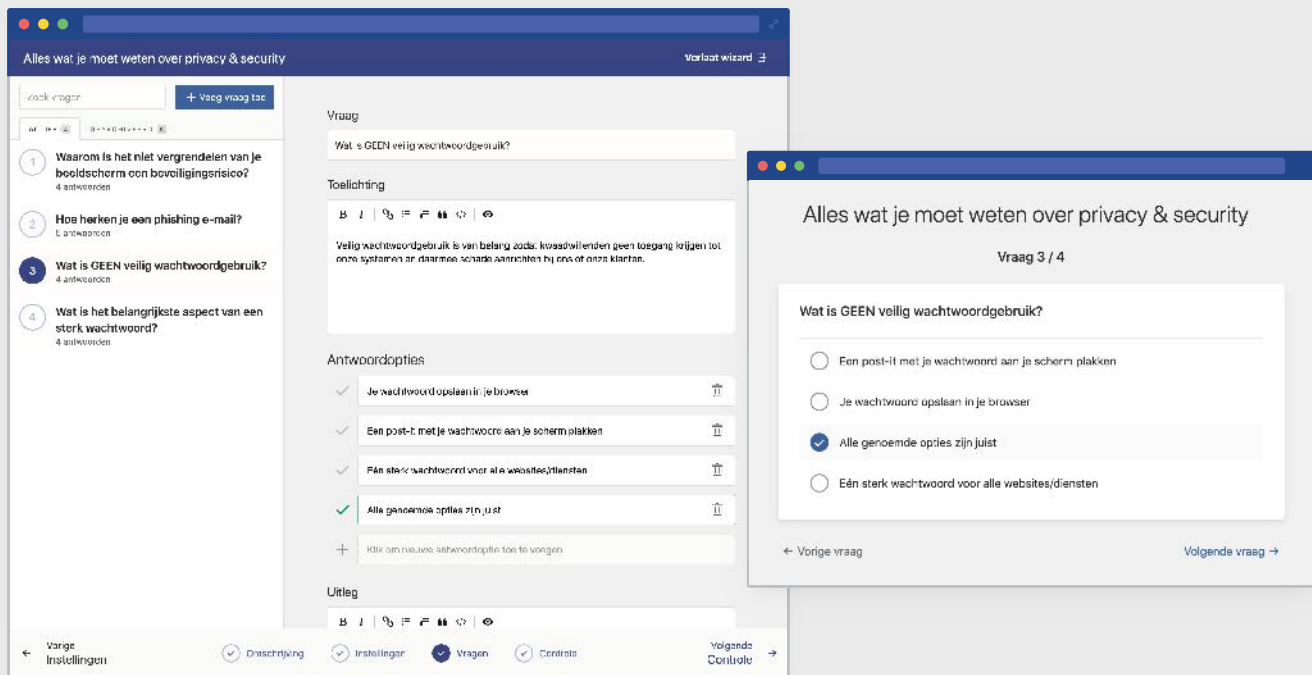 Alles wat je moet weten over privacy & security
Verlaat wizard
Zoek vragen
+ Voeg vraag toe
1
Waarom is het niet vergrendelen van je
beeldscherm een beveiligingsrisico?
4 antwoorden
2
Hoe herken je een phishing e-mail?
antwoorden
3
Wat is GEEN veilig wachtwoordgebruik?
4 antwoorden
4
Wat is het belangrijkste aspect van een
sterk wachtwoord?
4 antwoorden
Vraag
Wat is GEEN veilig wachtwoordgebruik?
Toelichting
B I
Veilig wachtwoordgebruik is van belang zodat kwaadwillenden geen toegang krijgen tot
onze systemen en daarmee schade aanrichten bij ons of onze klanten.
Antwoordopties
Je wachtwoord opslaan in je browser
Een post-it met je wachtwoord aan je scherm plakken
Eén sterk wachtwoord voor alle websites/diensten
Alle genoemde opties zijn juist
Klik om nieuwe antwoordoptie toe te voegen
Uitleg
B I
← Vorige
Instellingen
Omschrijving
Instellingen
Vragen
Controle
Volgende
Controle →
Alles wat je moet weten over privacy & security
Vraag 3 / 4
Wat is GEEN veilig wachtwoordgebruik?
Een post-it met je wachtwoord aan je scherm plakken
Je wachtwoord opslaan in je browser
Alle genoemde opties zijn juist
Eén sterk wachtwoord voor alle websites/diensten
← Vorige vraag
Volgende vraag →